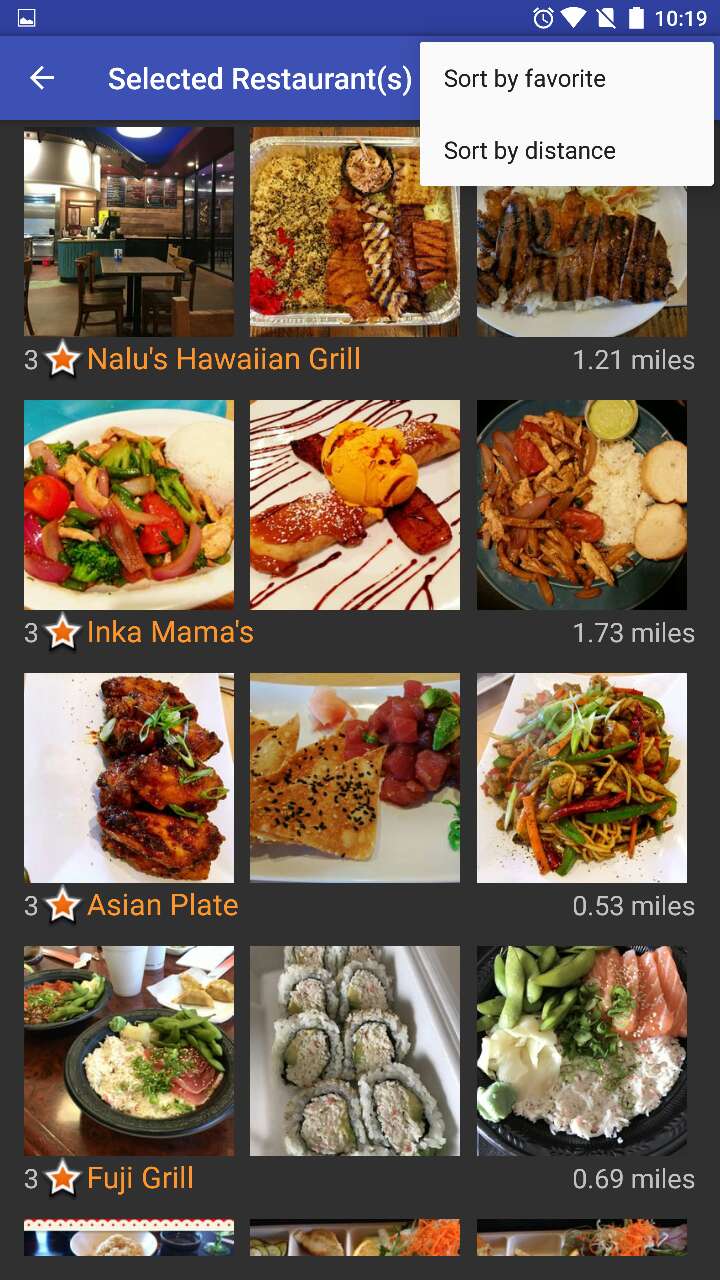 10:19
Selected Restaurant(s)
Sort by favorite
Sort by distance
3 Nalu's Hawaiian Grill 1.21 miles
3 Inka Mama's 1.73 miles
3 Asian Plate 0.53 miles
3 Fuji Grill 0.69 miles